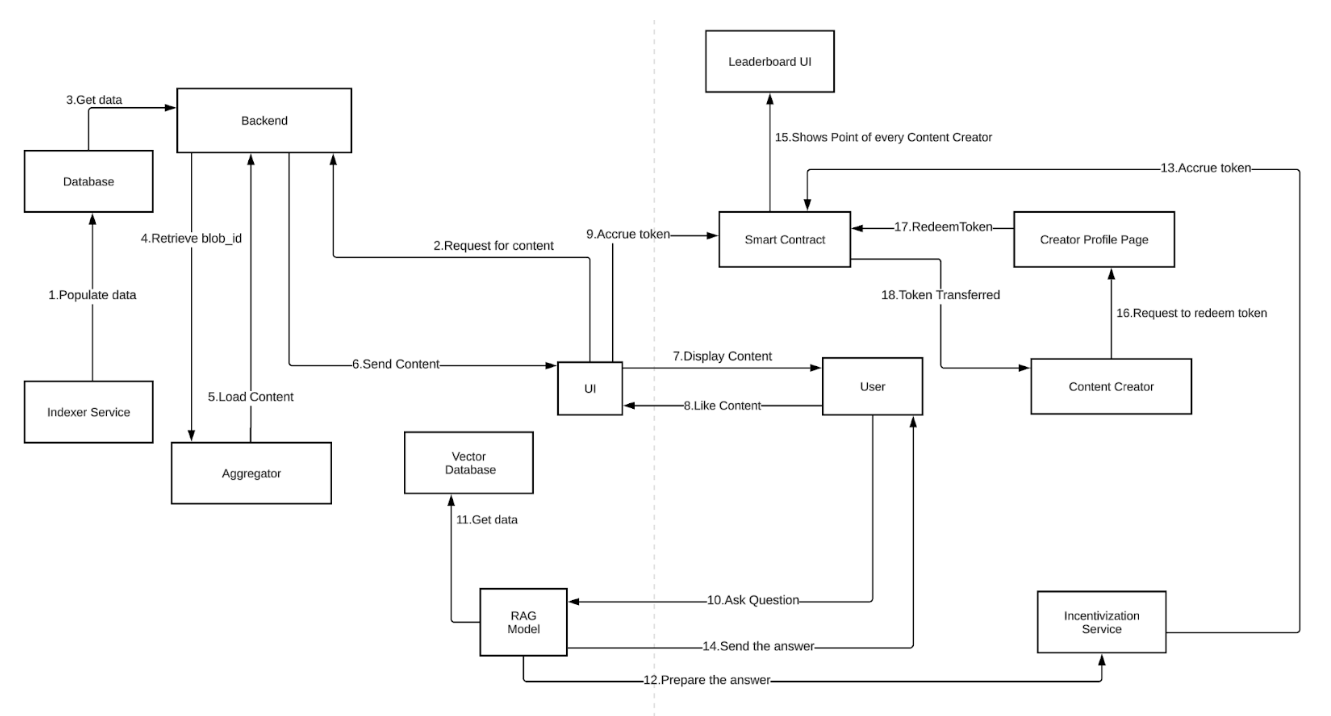 Leaderboard UI
3.Get data
Backend
15.Shows Point of every Content Creator
13.Accrue token
Database
4.Retrieve blob_id
2.Request for content
9.Accrue token
Smart Contract
17.RedeemToken
Creator Profile Page
1.Populate data
18.Token Transferred
16.Request to redeem token
6.Send Content
7.Display Content
UI
User
Content Creator
5.Load Content
8.Like Content
Indexer Service
Aggregator
Vector
Database
11.Get data
10.Ask Question
RAG
Model
Incentivization
Service
14.Send the answer
12.Prepare the answer